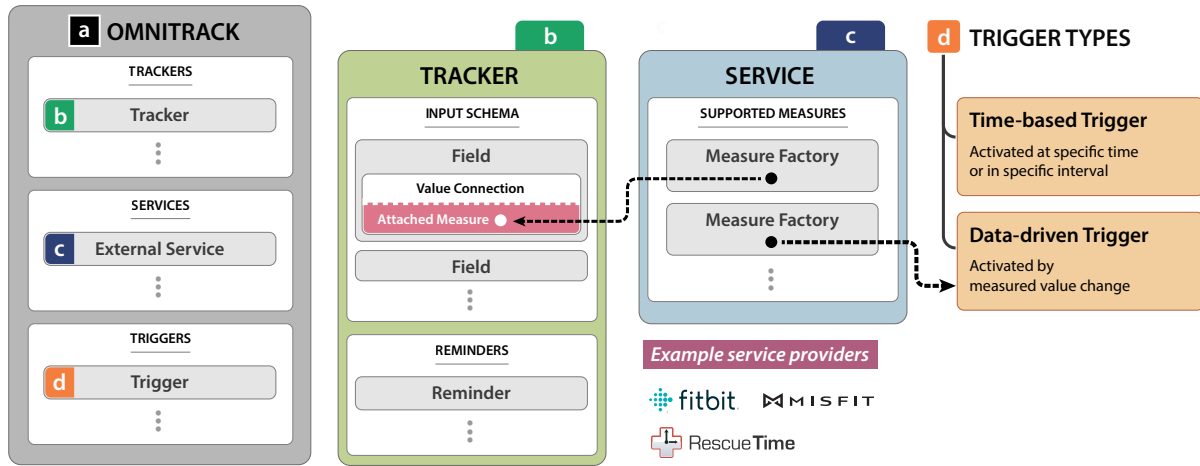 a OMNITRACK
TRACKERS
b Tracker
SERVICES
c External Service
TRIGGERS
d Trigger
b
TRACKER
INPUT SCHEMA
Field
Value Connection
Attached Measure
Field
REMINDERS
Reminder
c
SERVICE
SUPPORTED MEASURES
Measure Factory
Measure Factory
Example service providers
fitbit. MISFIT
RescueTime
d TRIGGER TYPES
Time-based Trigger
Activated at specific time
or in specific interval
Data-driven Trigger
Activated by
measured value change